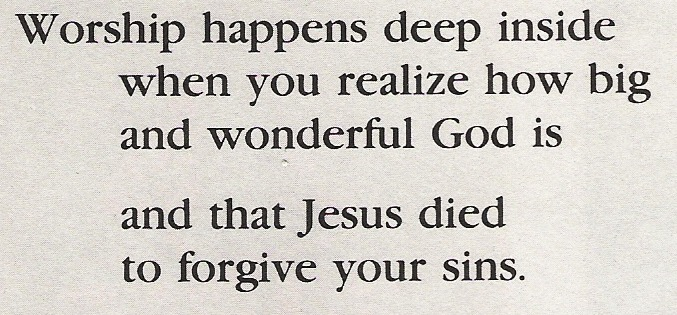 Worship happens deep inside
when you realize how big
and wonderful God is
and that Jesus died
to forgive your sins.